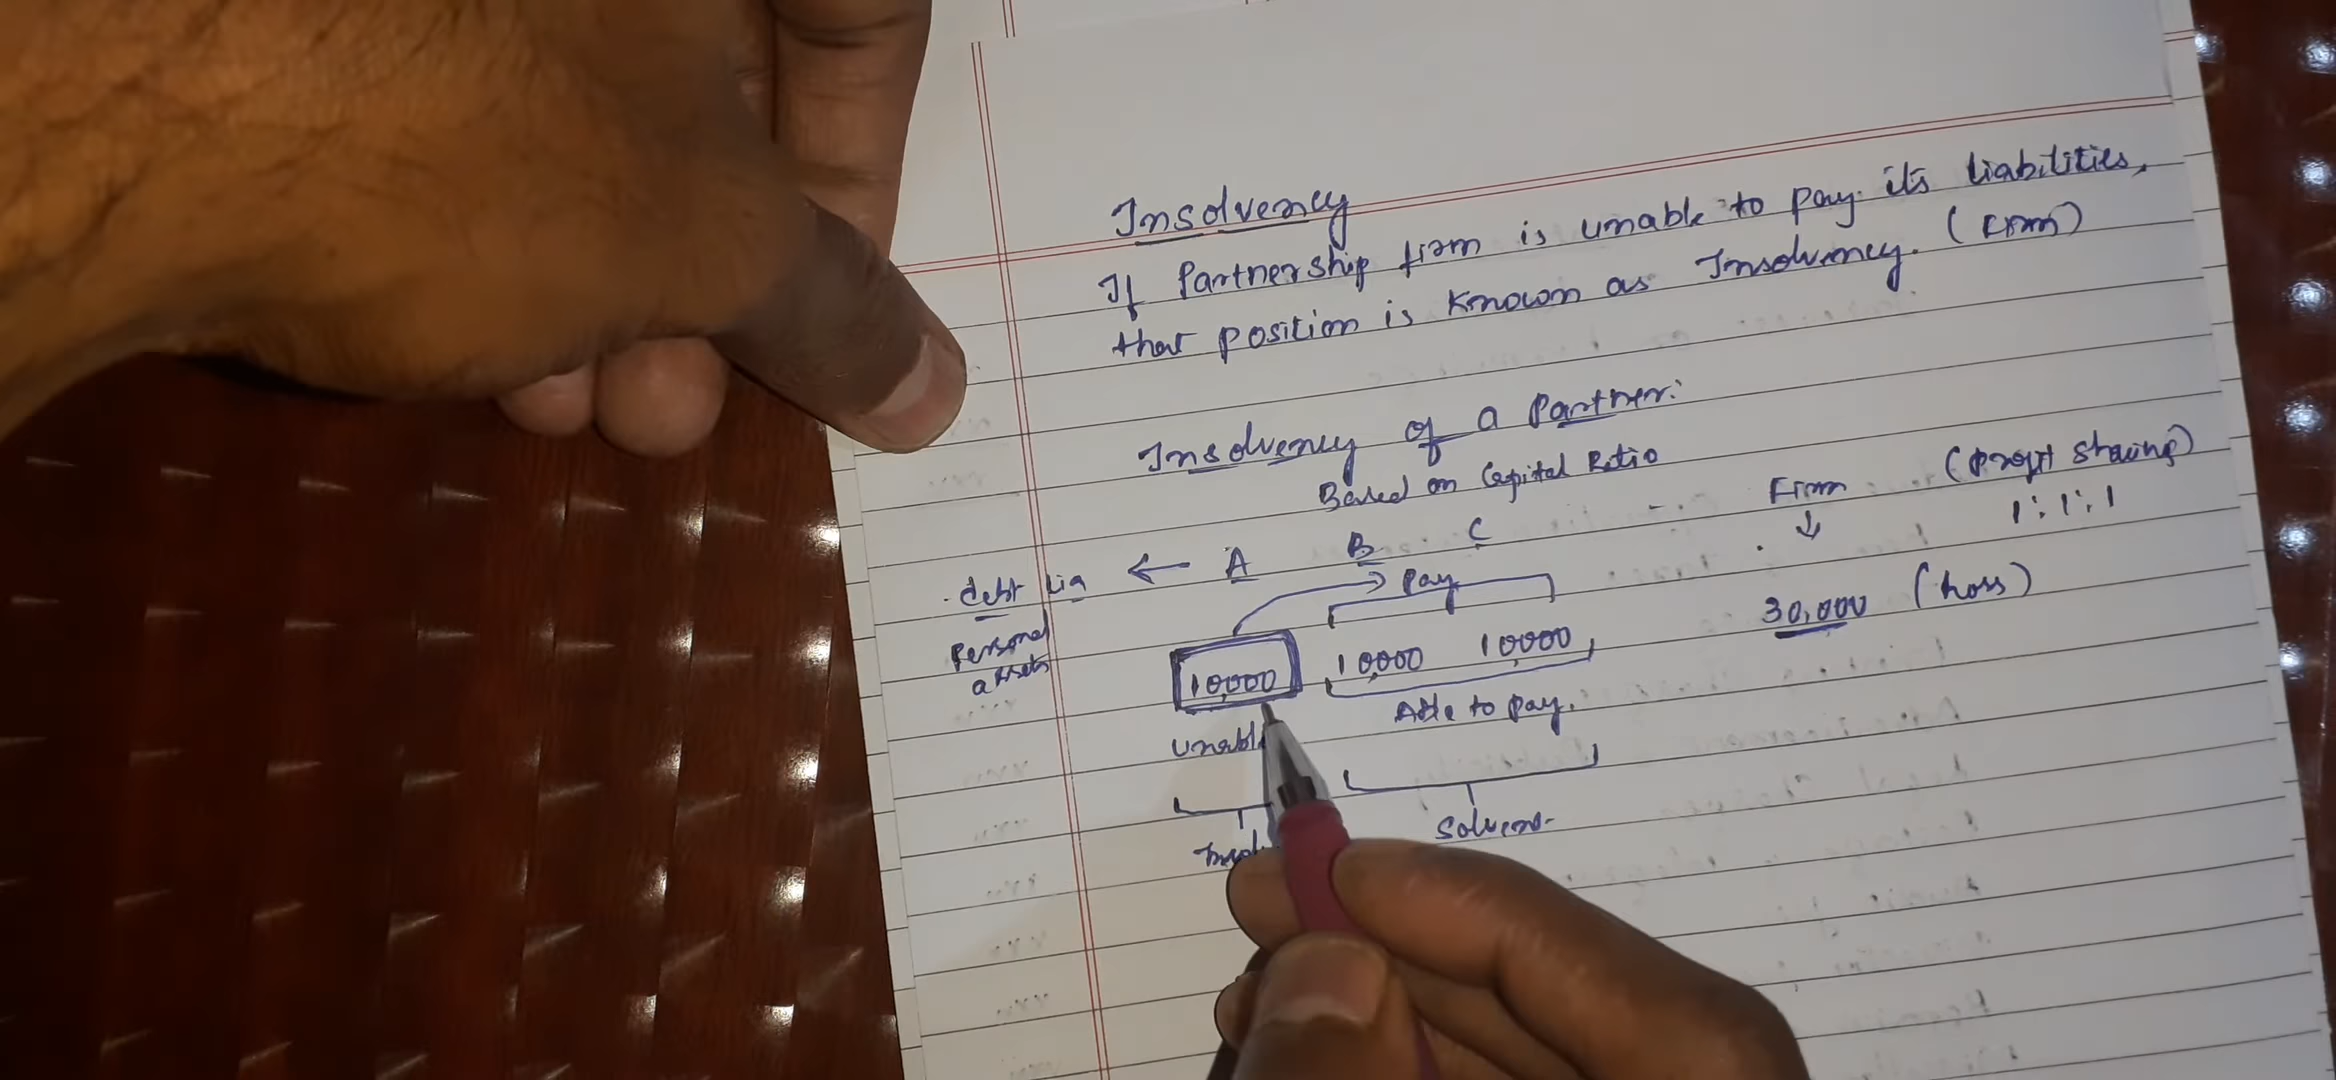 Insolvency
If Partnership firm is unable to pay its liabilities,
that position is known as Insolvency. (Firm)
Insolvency of a Partner:
Based on Capital Ratio
debt lia ← A B C Firm (Profit sharing)
↓ 1:1:1
Pay
Personal assets
10,000 10,000 10,000 30,000 (Loss)
Able to pay.
Solvent